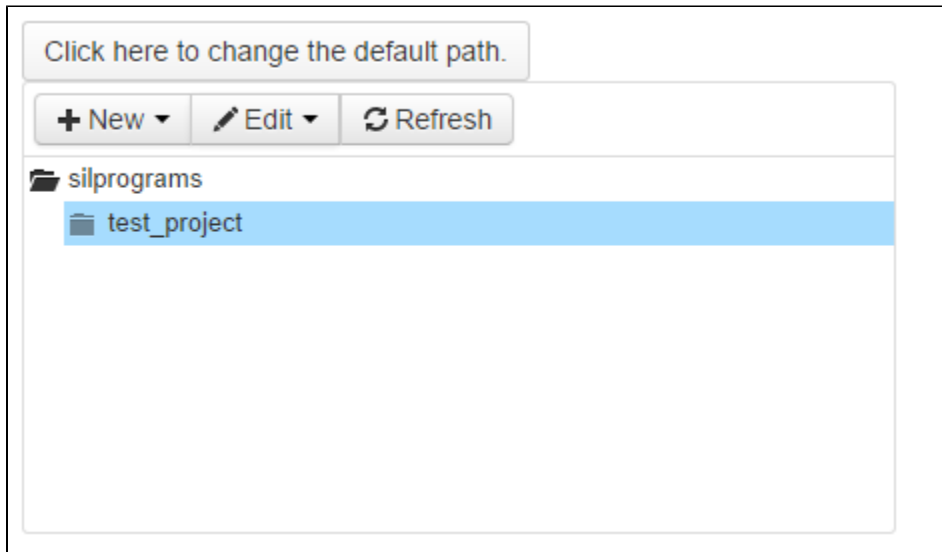 Click here to change the default path.
New Edit Refresh
silprograms
test_project